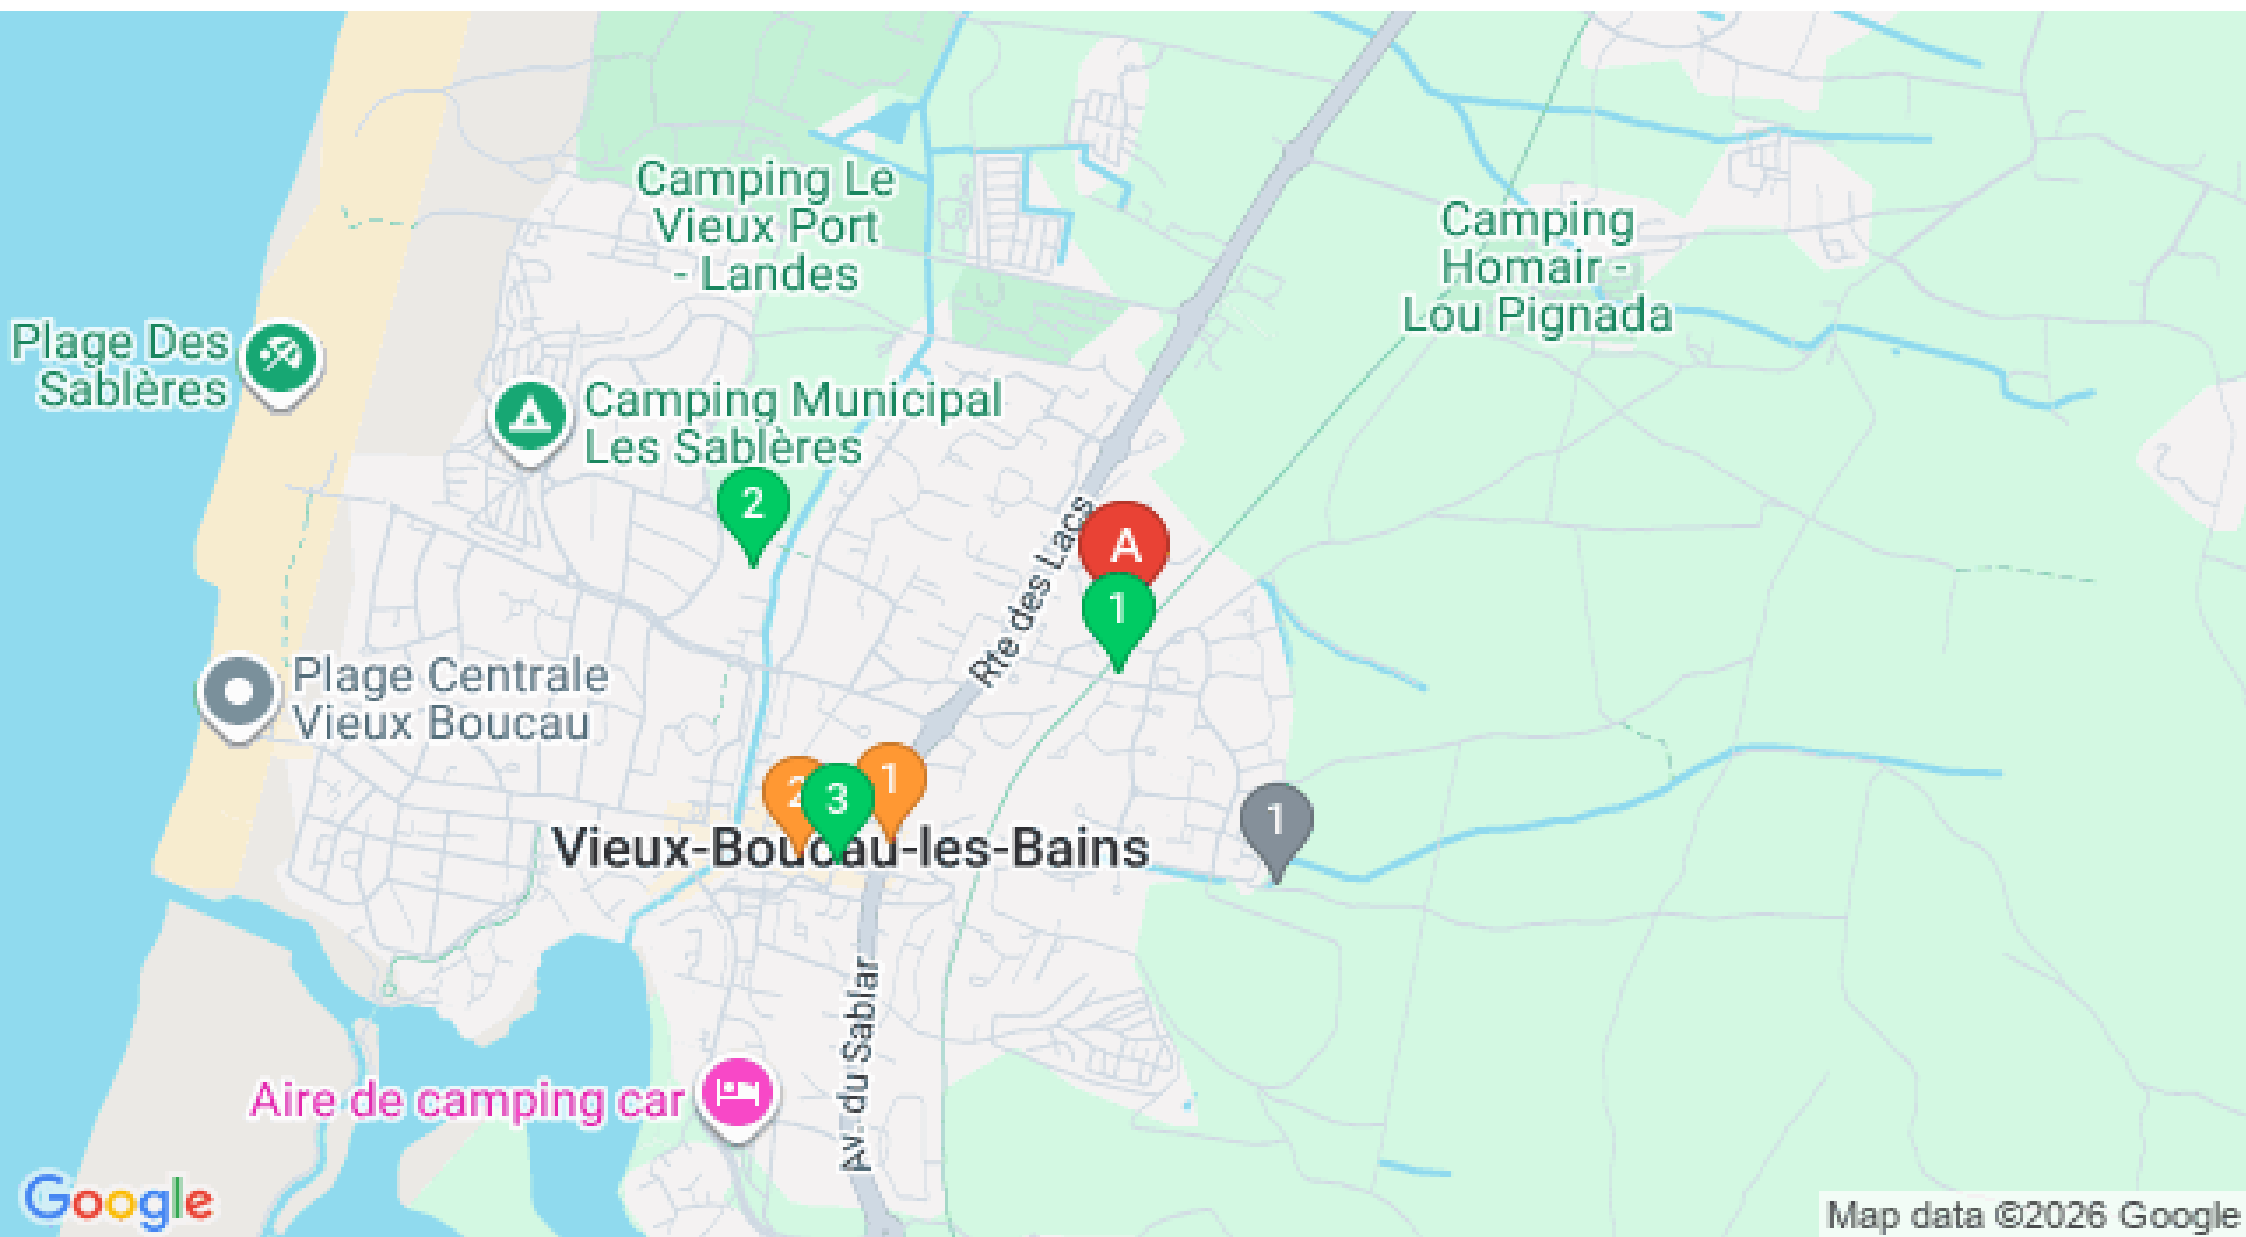 Camping Le
Vieux Port
- Landes
Camping
Homair -
Lou Pignada
Plage Des
Sablères
Camping Municipal
Les Sablères
2
Rte des Lacs
A
1
Plage Centrale
Vieux Boucau
2
3
1
1
Vieux-Boucau-les-Bains
Av. du Sablar
Aire de camping car
Google
Map data ©2026 Google